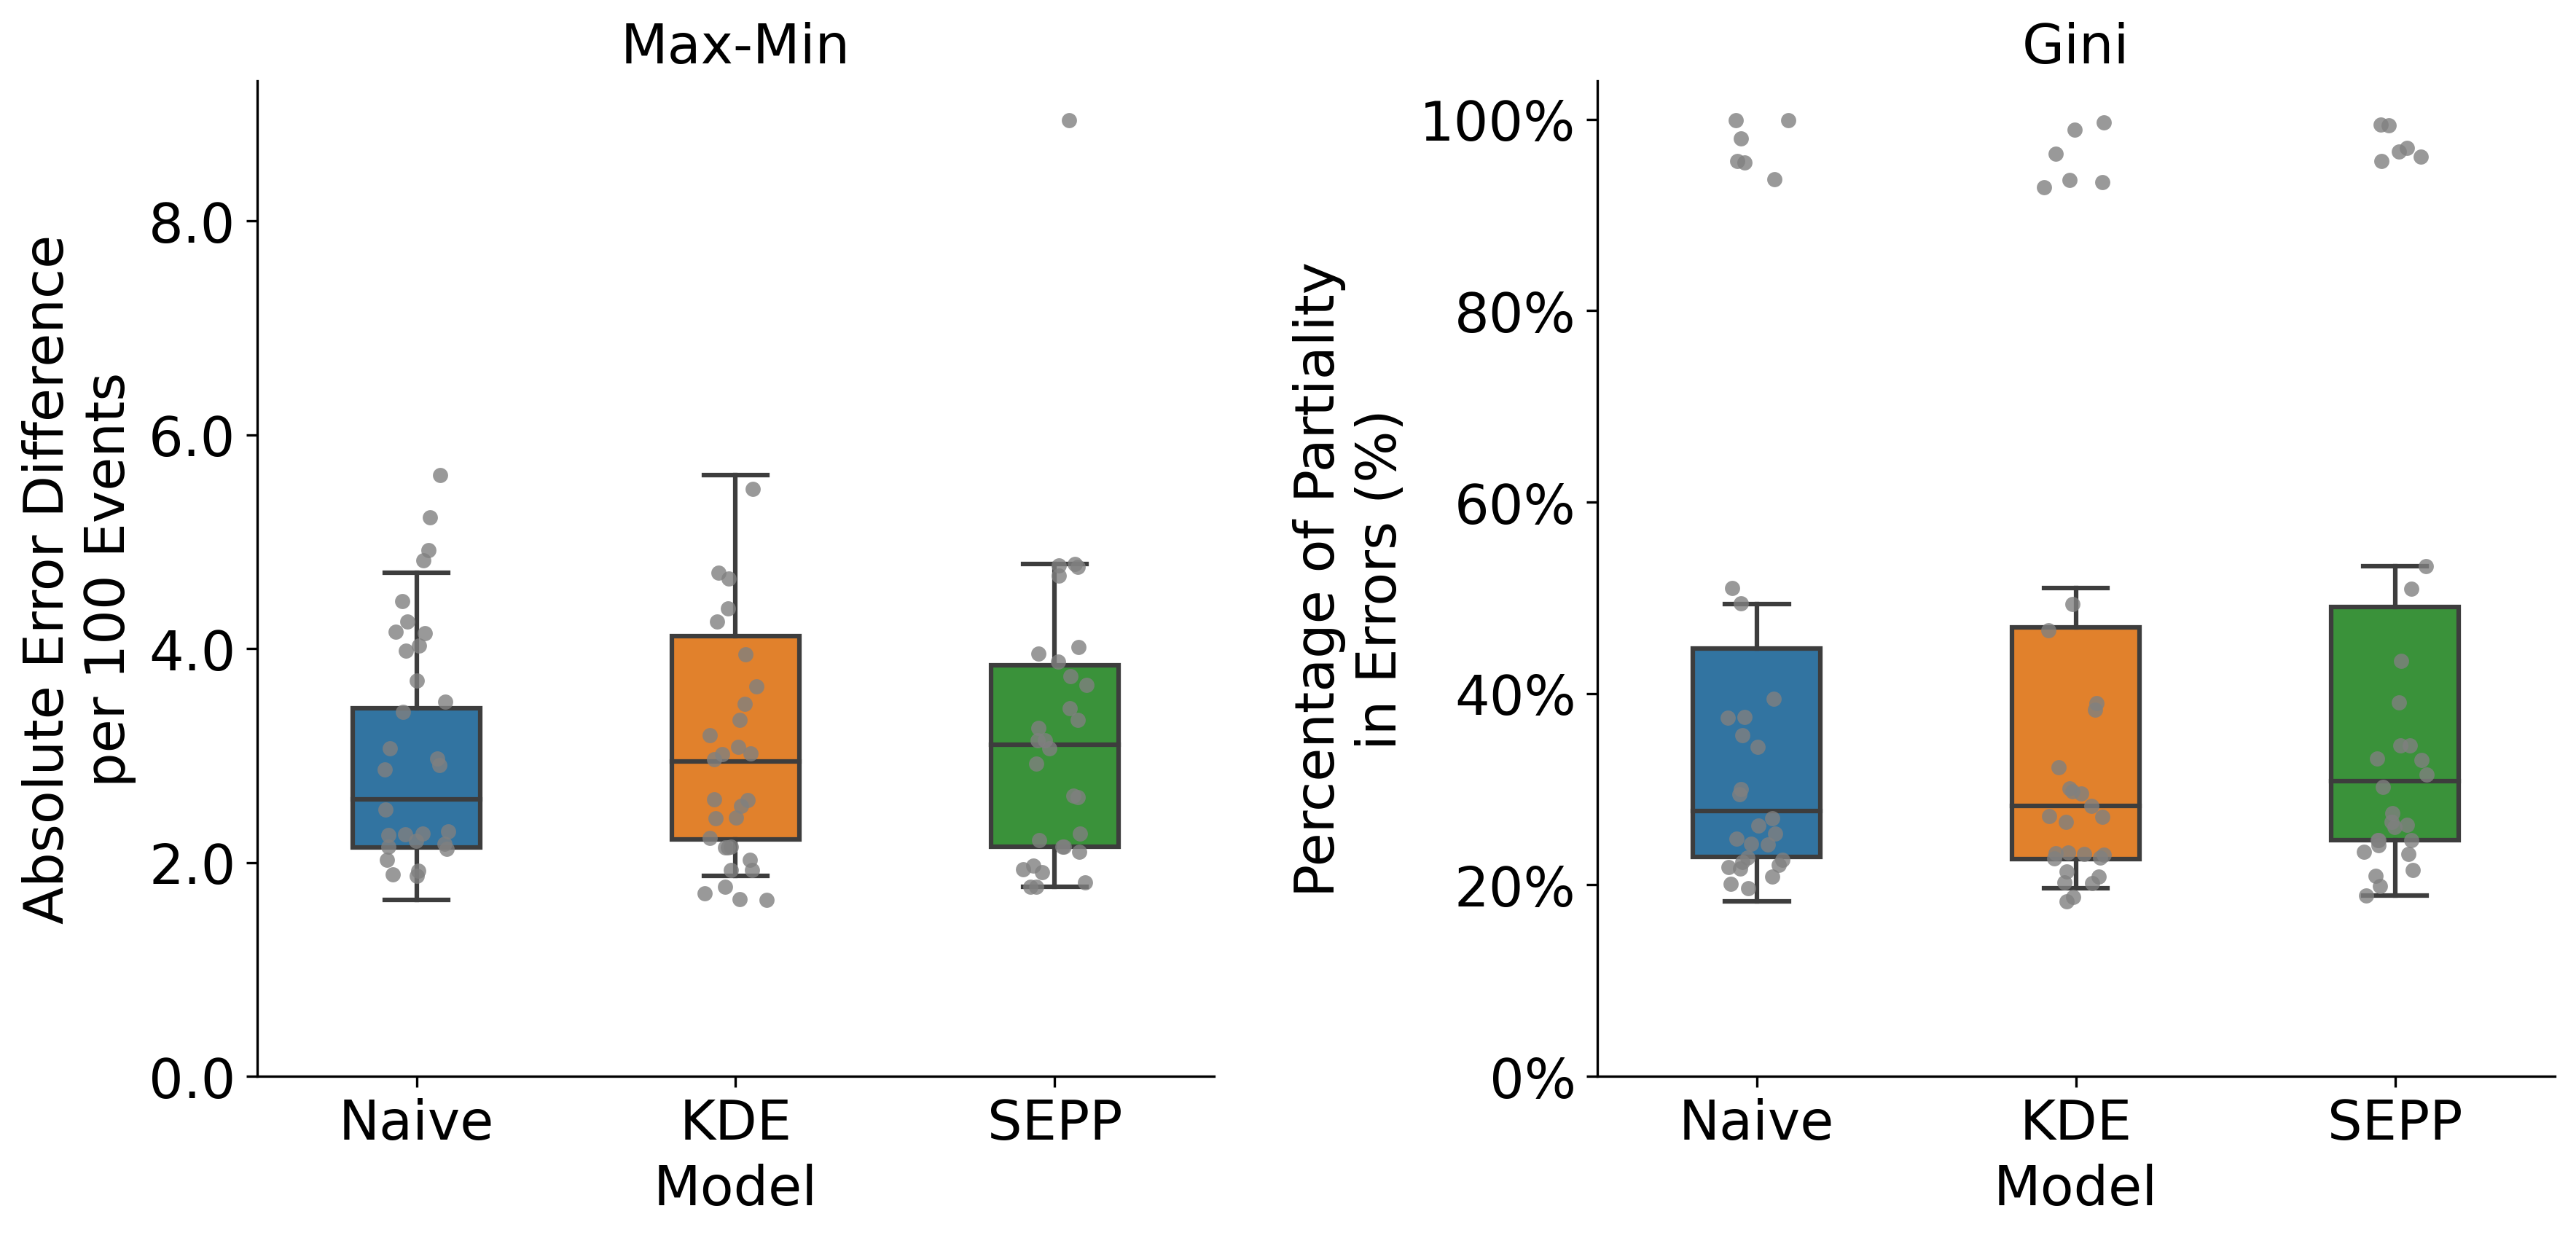 Max-Min
Absolute Error Difference
per 100 Events
8.0
6.0
4.0
2.0
0.0
Naive KDE SEPP
Model
Gini
Percentage of Partiality
in Errors (%)
100%
80%
60%
40%
20%
0%
Naive KDE SEPP
Model